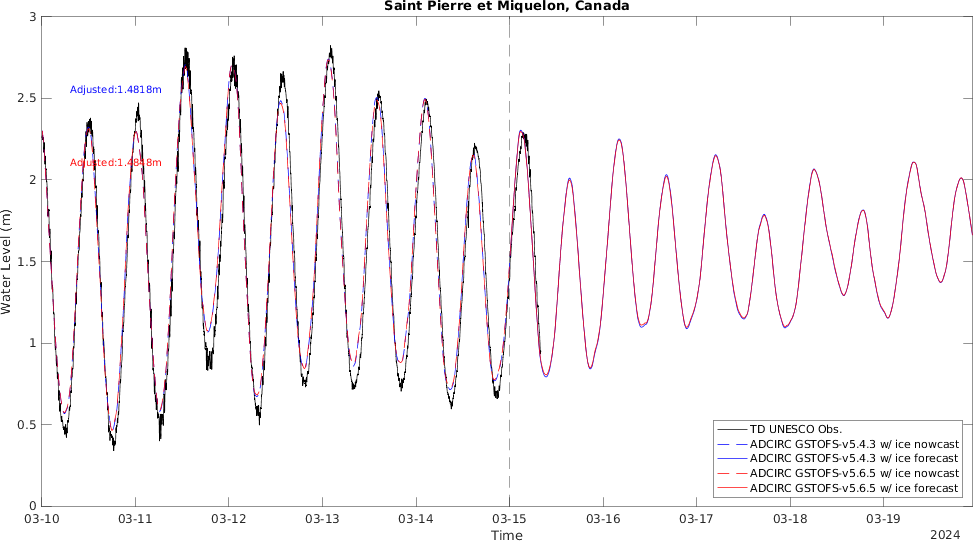 Saint Pierre et Miquelon, Canada
3
2.5
2
1.5
1
0.5
0
Water Level (m)
Adjusted:1.4818m
Adjusted:1.4848m
TD UNESCO Obs.
ADCIRC GSTOFS-v5.4.3 w/ ice nowcast
ADCIRC GSTOFS-v5.4.3 w/ ice forecast
ADCIRC GSTOFS-v5.6.5 w/ ice nowcast
ADCIRC GSTOFS-v5.6.5 w/ ice forecast
03-10 03-11 03-12 03-13 03-14 03-15 03-16 03-17 03-18 03-19
Time
2024